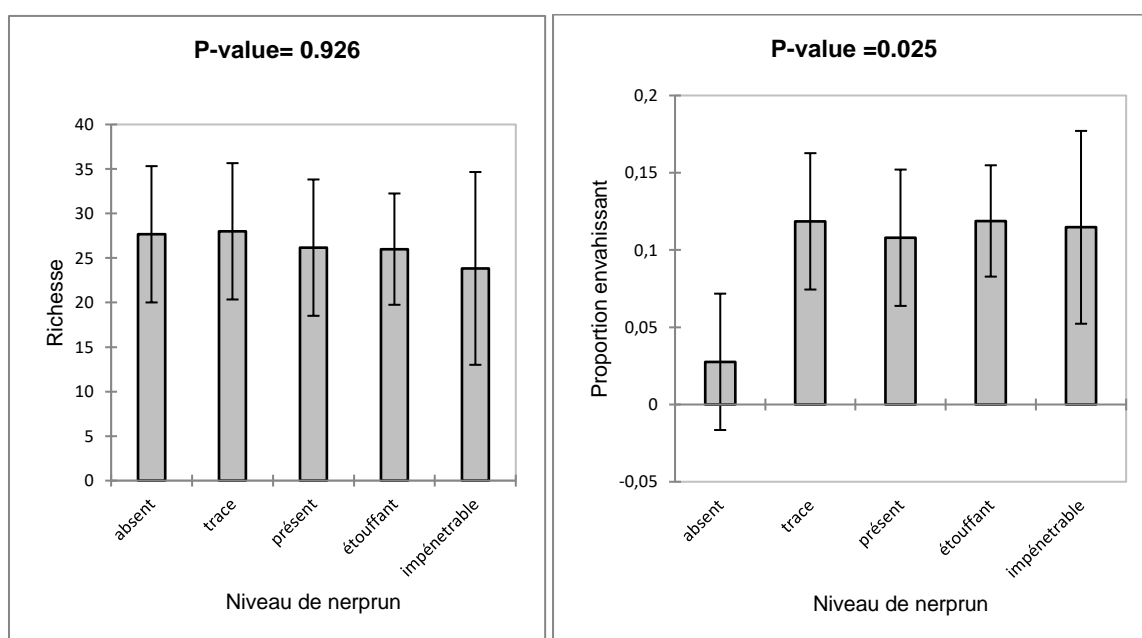 P-value= 0.926
40
35
30
25
20
15
10
5
0
Richesse
absent
trace
présent
étouffant
impénetrable
Niveau de nerprun
P-value =0.025
0,2
0,15
0,1
0,05
0
-0,05
Proportion envahissant
absent
trace
présent
étouffant
impénetrable
Niveau de nerprun